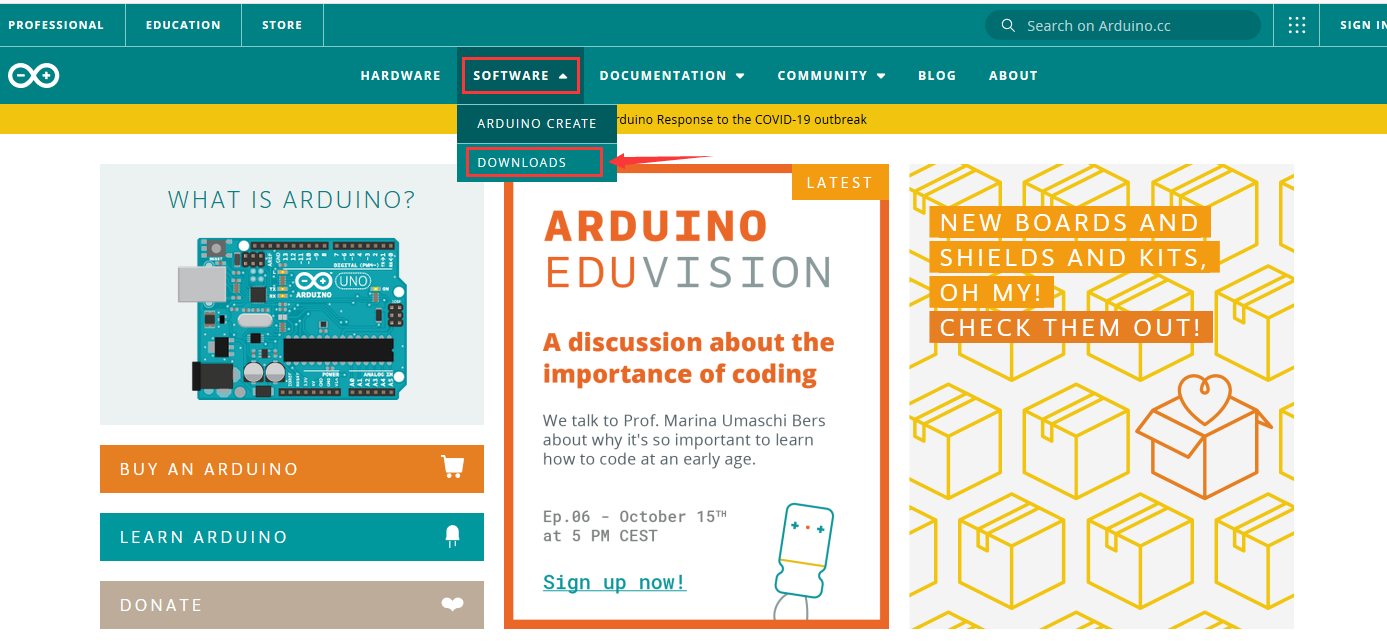 PROFESSIONAL
EDUCATION
STORE
Search on Arduino.cc
SIGN IN
HARDWARE
SOFTWARE
DOCUMENTATION
COMMUNITY
BLOG
ABOUT
ARDUINO CREATE
DOWNLOADS
rduino Response to the COVID-19 outbreak
WHAT IS ARDUINO?
UNO
ARDUINO
BUY AN ARDUINO
LEARN ARDUINO
DONATE
LATEST
ARDUINO
EDUVISION
A discussion about the
importance of coding
We talk to Prof. Marina Umaschi Bers
about why it's so important to learn
how to code at an early age.
Ep.06 - October 15TH
at 5 PM CEST
Sign up now!
NEW BOARDS AND
SHIELDS AND KITS,
OH MY!
CHECK THEM OUT!